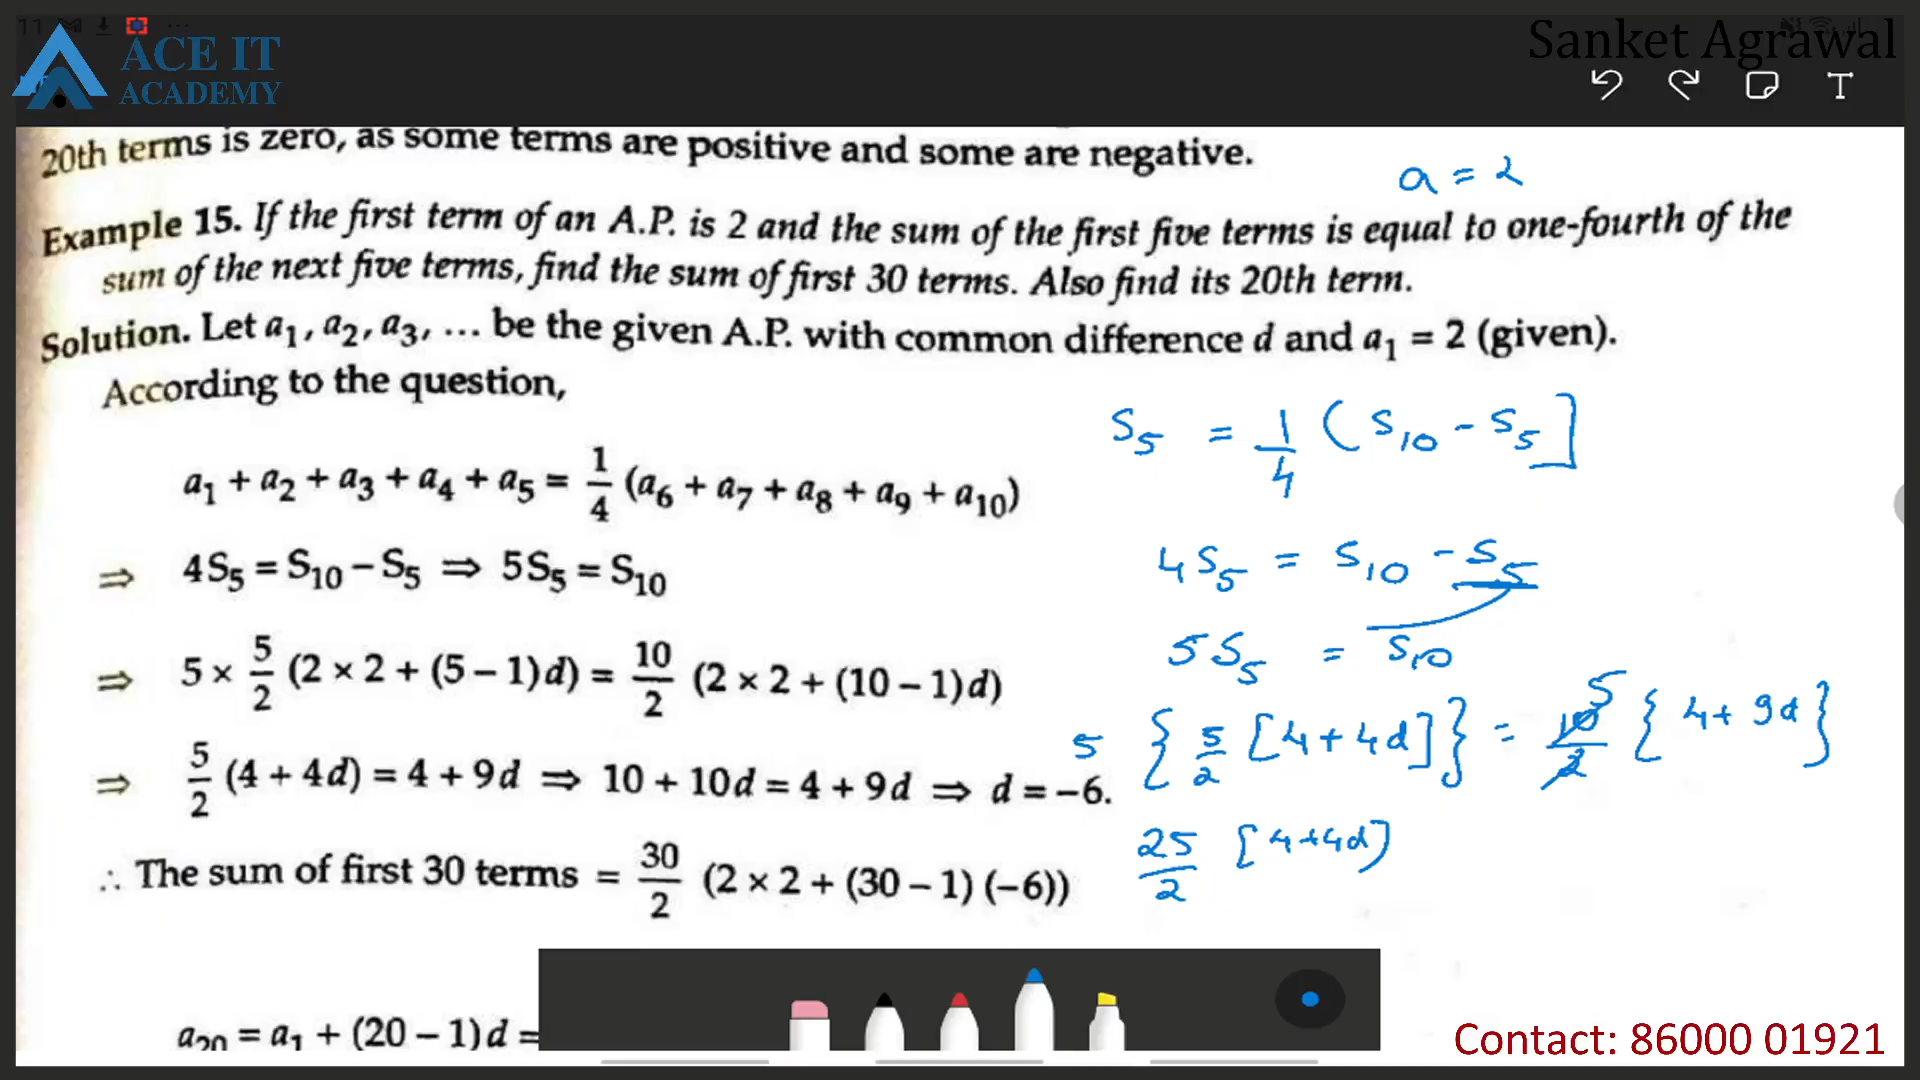 ACE IT
ACADEMY
Sanket Agrawal
T
20th terms is zero, as some terms are positive and some are negative.
a = 2
Example 15. If the first term of an A.P. is 2 and the sum of the first five terms is equal to one-fourth of the
sum of the next five terms, find the sum of first 30 terms. Also find its 20th term.
Solution. Let a₁, a₂, a₃, ... be the given A.P. with common difference d and a₁ = 2 (given).
According to the question,
S₅ = 1/4 (S₁₀ - S₅]
a₁ + a₂ + a₃ + a₄ + a₅ = 1/4 (a₆ + a₇ + a₈ + a₉ + a₁₀)
⇒ 4S₅ = S₁₀ – S₅ ⇒ 5S₅ = S₁₀
4S₅ = S₁₀ - S₅
5S₅ = S₁₀
⇒ 5 × 5/2 (2 × 2 + (5 – 1)d) = 10/2 (2 × 2 + (10 – 1)d)
5 {5/2 [4 + 4d]} = 10/2 5 {4 + 9d}
⇒ 5/2 (4 + 4d) = 4 + 9d ⇒ 10 + 10d = 4 + 9d ⇒ d = –6.
25/2 [4+4d]
∴ The sum of first 30 terms = 30/2 (2 × 2 + (30 – 1) (–6))
a₂₀ = a₁ + (20 – 1)d =
Contact: 86000 01921